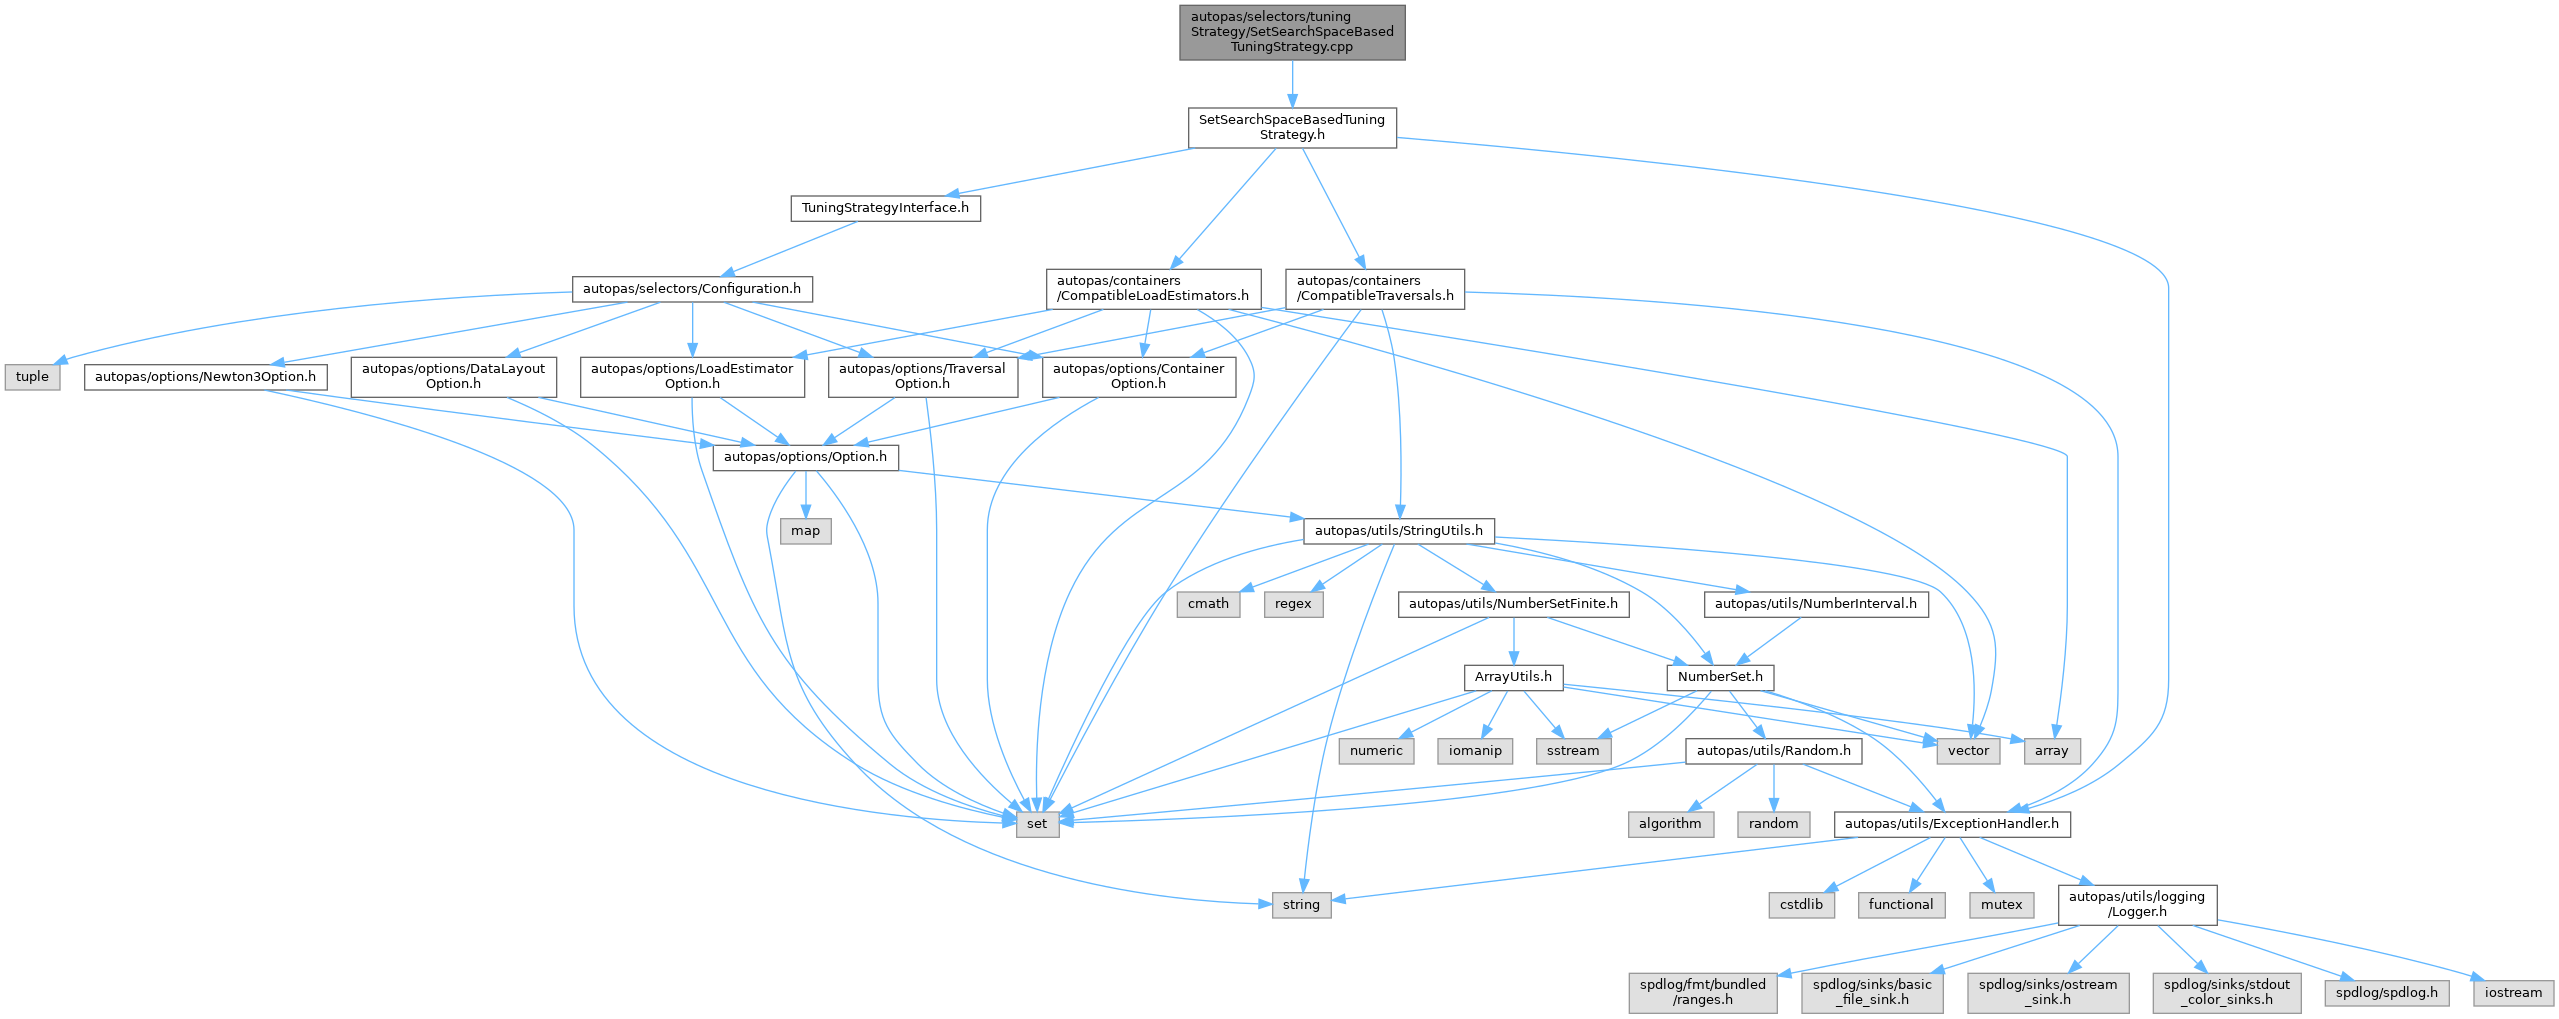 autopas/selectors/tuning
Strategy/SetSearchSpaceBased
TuningStrategy.cpp
SetSearchSpaceBasedTuning
Strategy.h
TuningStrategyInterface.h
autopas/selectors/Configuration.h
autopas/containers
/CompatibleLoadEstimators.h
autopas/containers
/CompatibleTraversals.h
tuple
autopas/options/Newton3Option.h
autopas/options/DataLayout
Option.h
autopas/options/LoadEstimator
Option.h
autopas/options/Traversal
Option.h
autopas/options/Container
Option.h
autopas/options/Option.h
map
autopas/utils/StringUtils.h
cmath
regex
autopas/utils/NumberSetFinite.h
autopas/utils/NumberInterval.h
ArrayUtils.h
NumberSet.h
numeric
iomanip
sstream
autopas/utils/Random.h
vector
array
set
algorithm
random
autopas/utils/ExceptionHandler.h
string
cstdlib
functional
mutex
autopas/utils/logging
/Logger.h
spdlog/fmt/bundled
/ranges.h
spdlog/sinks/basic
_file_sink.h
spdlog/sinks/ostream
_sink.h
spdlog/sinks/stdout
_color_sinks.h
spdlog/spdlog.h
iostream